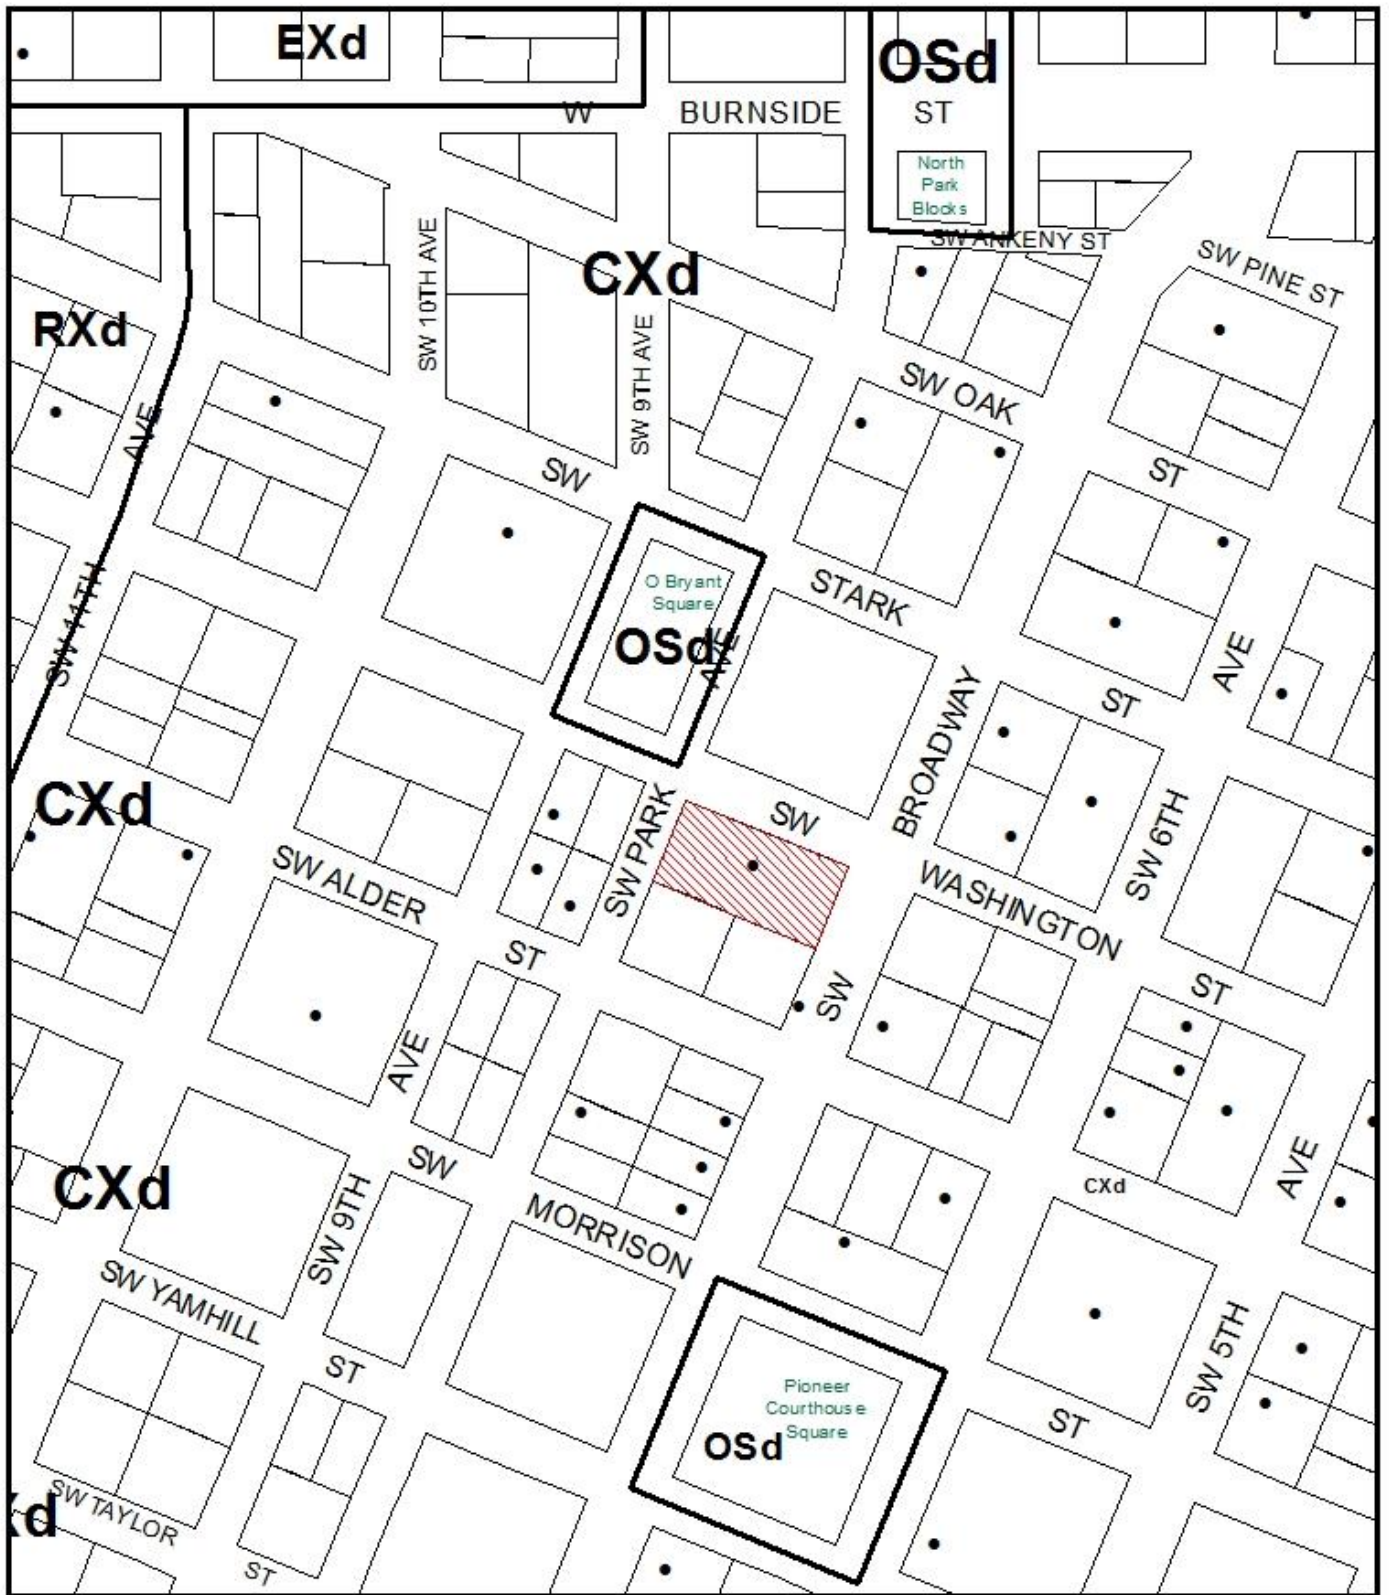 EXd
OSd
W BURNSIDE ST
North
Park
Blocks
SW ANKENY ST
SW PINE ST
SW 10TH AVE
CXd
RXd
SW 9TH AVE
SW OAK
ST
AVE
SW
STARK
ST
O Bryant
Square
OSd
AVE
SW 11TH
AVE
BROADWAY
CXd
SW
WASHINGTON
ST
SW PARK
SW 6TH
SW ALDER
ST
SW
AVE
AVE
CXd
CXd
SW
MORRISON
ST
SW 9TH
SW YAMHILL
ST
SW 5TH
Pioneer
Courthouse
Square
OSd
Xd
SW TAYLOR
ST